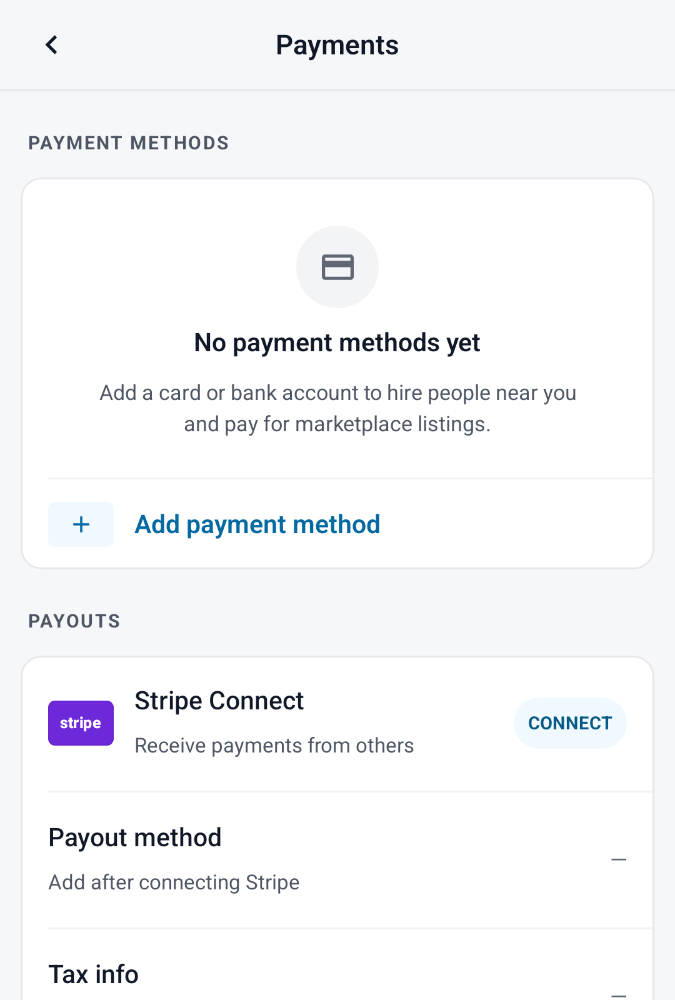 Payments
PAYMENT METHODS
No payment methods yet
Add a card or bank account to hire people near you
and pay for marketplace listings.
+ Add payment method
PAYOUTS
stripe
Stripe Connect
Receive payments from others
CONNECT
Payout method
Add after connecting Stripe
–
Tax info
–